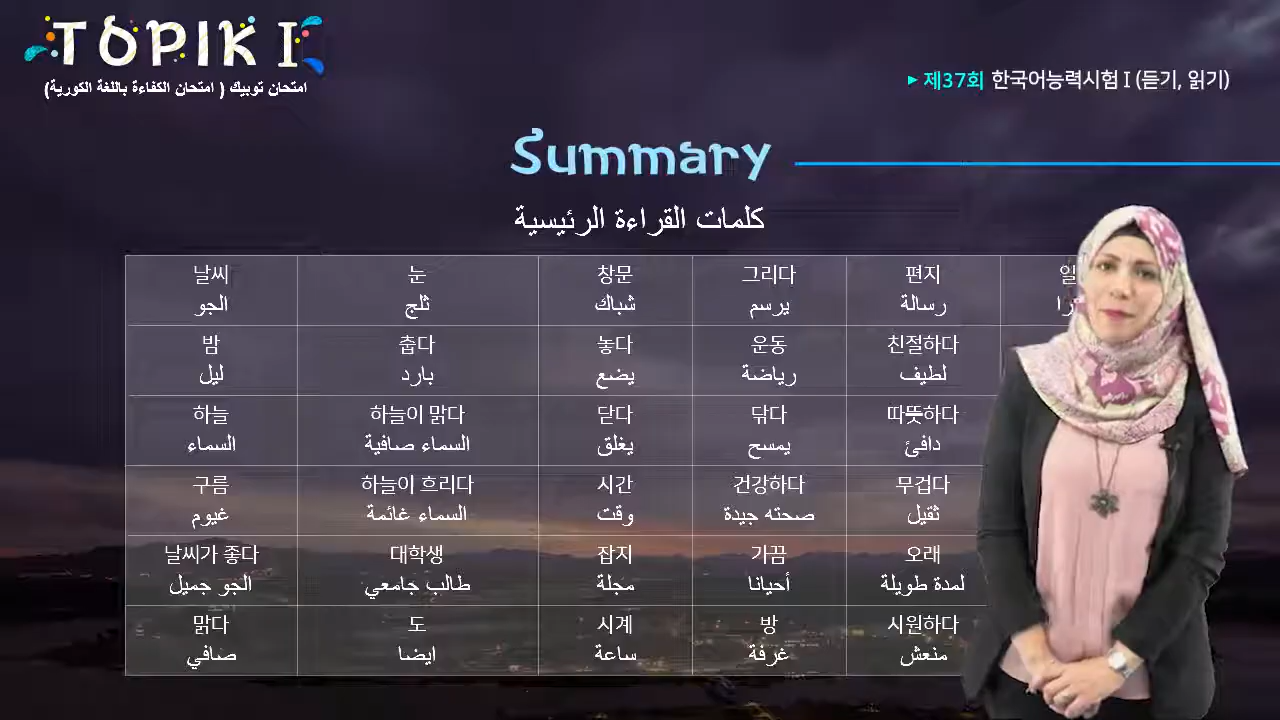 TOPIK I
امتحان توبيك ( امتحان الكفاءة باللغة الكورية)
▶ 제37회 한국어능력시험 I (듣기, 읽기)
Summary
كلمات القراءة الرئيسية
날씨 눈 창문 그리다 편지
الجو ثلج شباك يرسم رسالة
밤 춥다 놓다 운동 친절하다
ليل بارد يضع رياضة لطيف
하늘 하늘이 맑다 닫다 닦다 따뜻하다
السماء السماء صافية يغلق يمسح دافئ
구름 하늘이 흐리다 시간 건강하다 무겁다
غيوم السماء غائمة وقت صحته جيدة ثقيل
날씨가 좋다 대학생 잡지 가끔 오래
الجو جميل طالب جامعي مجلة أحيانا لمدة طويلة
맑다 도 시계 방 시원하다
صافي ايضا ساعة غرفة منعش